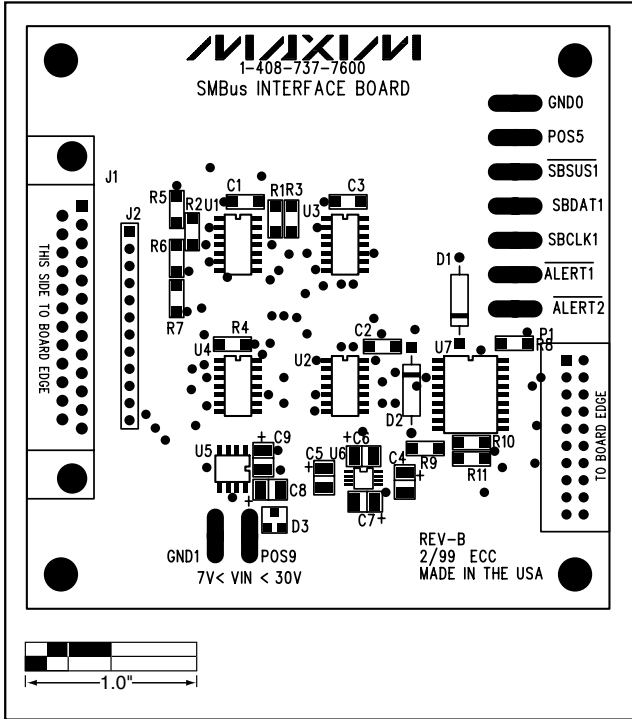 MAXIM
1-408-737-7600
SMBus INTERFACE BOARD
GND0
POS5
SBSUS1
SBDAT1
SBCLK1
ALERT1
ALERT2
J1
J2
THIS SIDE TO BOARD EDGE
R5
R2
R6
R7
C1
U1
R1
R3
U3
C3
D1
R4
U4
U2
C2
U7
P1
R8
D2
TO BOARD EDGE
U5
+
C9
C8
+
C5
+
U6
+
C6
C4
+
C7
+
R9
R10
R11
D3
GND1
POS9
7V< VIN < 30V
REV-B
2/99 ECC
MADE IN THE USA
1.0"